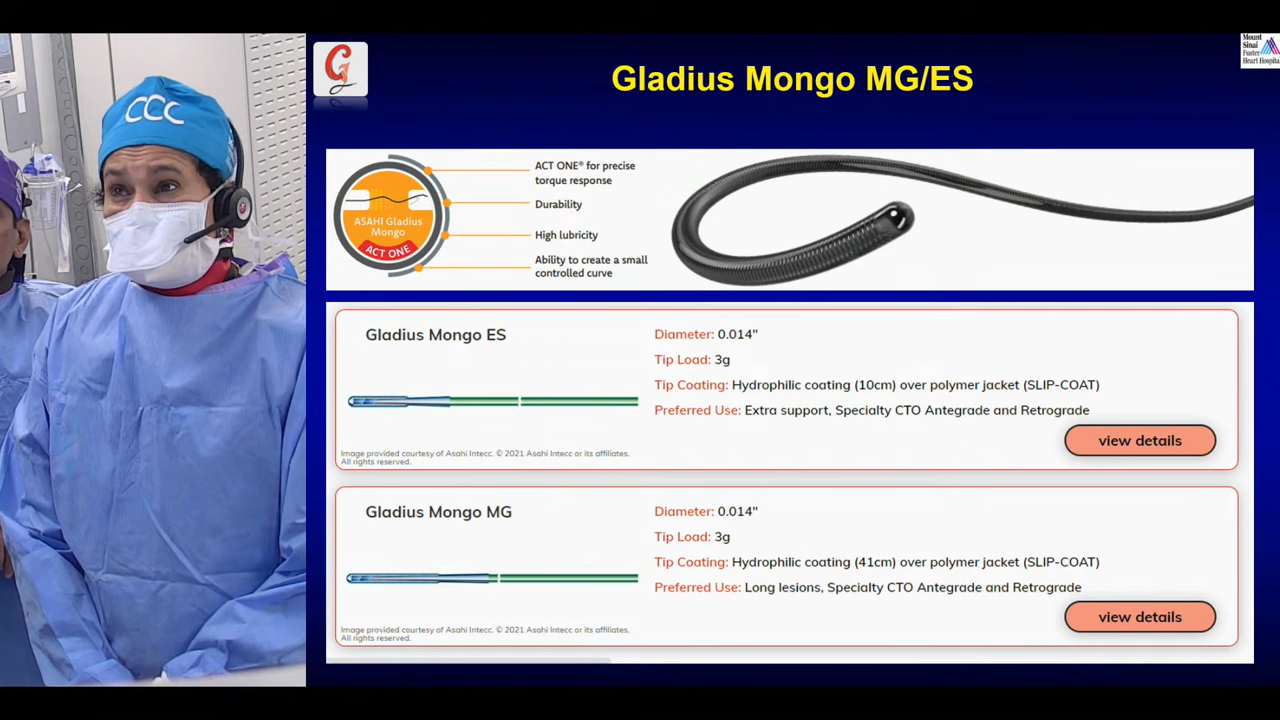 CCC
G
Gladius Mongo MG/ES
Mount
Sinai
Fuster
Heart Hospital
ASAHI Gladius
Mongo
ACT ONE
ACT ONE® for precise
torque response
Durability
High lubricity
Ability to create a small
controlled curve
Gladius Mongo ES
Diameter: 0.014"
Tip Load: 3g
Tip Coating: Hydrophilic coating (10cm) over polymer jacket (SLIP-COAT)
Preferred Use: Extra support, Specialty CTO Antegrade and Retrograde
view details
Image provided courtesy of Asahi Intecc. © 2021 Asahi Intecc or its affiliates.
All rights reserved.
Gladius Mongo MG
Diameter: 0.014"
Tip Load: 3g
Tip Coating: Hydrophilic coating (41cm) over polymer jacket (SLIP-COAT)
Preferred Use: Long lesions, Specialty CTO Antegrade and Retrograde
view details
Image provided courtesy of Asahi Intecc. © 2021 Asahi Intecc or its affiliates.
All rights reserved.